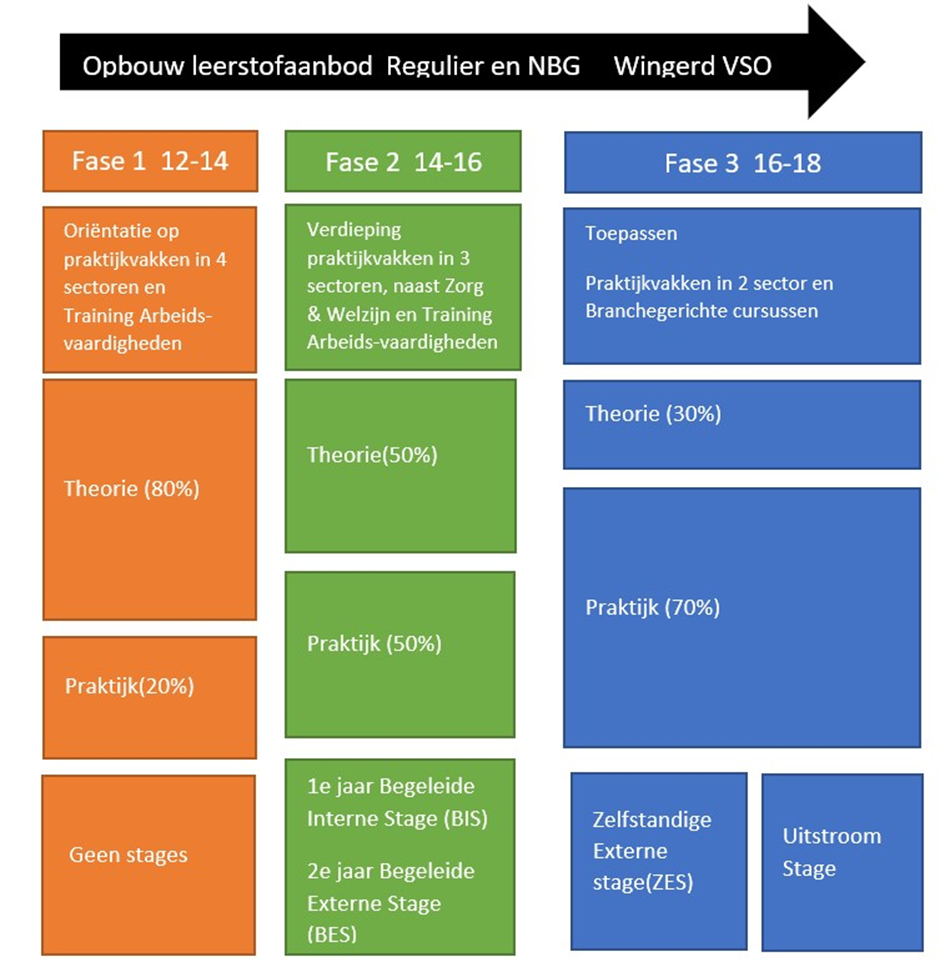 Opbouw leerstofaanbod Regulier en NBG Wingerd VSO
Fase 1 12-14
Oriëntatie op
praktijkvakken in 4
sectoren en
Training Arbeids-
vaardigheden
Theorie (80%)
Praktijk(20%)
Geen stages
Fase 2 14-16
Verdieping
praktijkvakken in 3
sectoren, naast Zorg
& Welzijn en Training
Arbeids-vaardigheden
Theorie(50%)
Praktijk (50%)
1e jaar Begeleide
Interne Stage (BIS)
2e jaar Begeleide
Externe Stage
(BES)
Fase 3 16-18
Toepassen
Praktijkvakken in 2 sector en
Branchegerichte cursussen
Theorie (30%)
Praktijk (70%)
Zelfstandige
Externe
stage(ZES)
Uitstroom
Stage